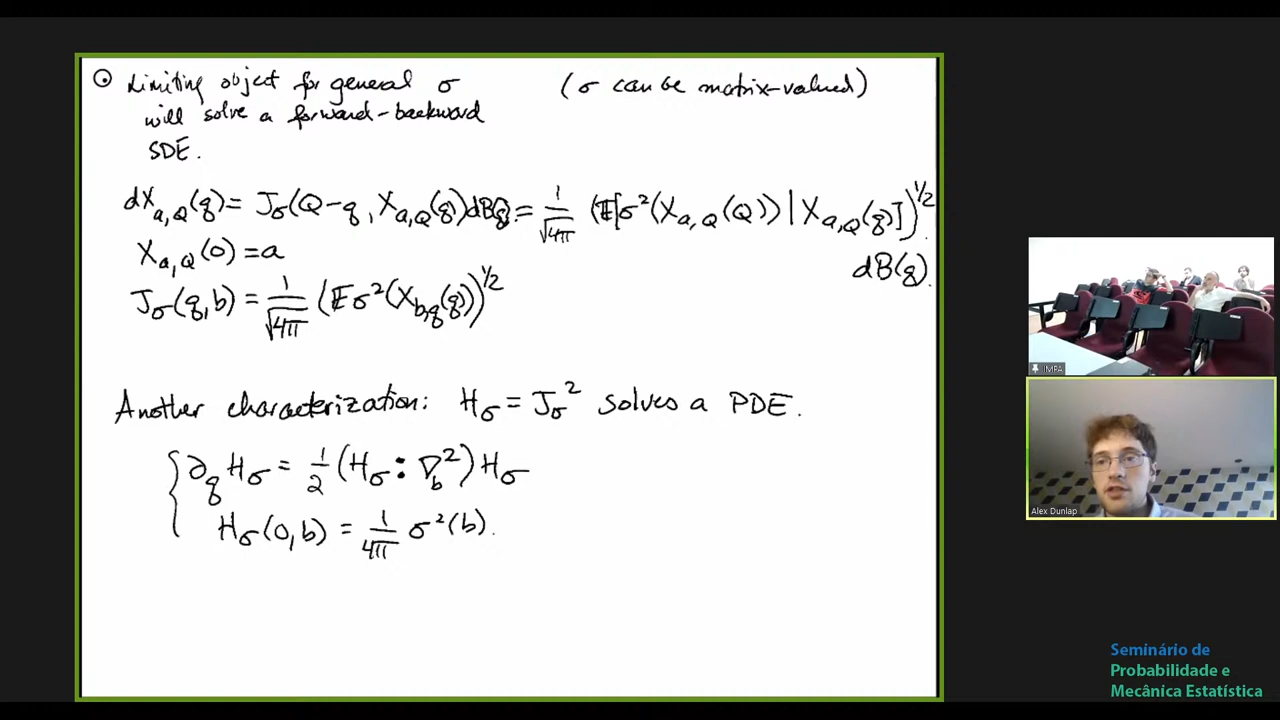 ⊙ Limiting object for general σ (σ can be matrix-valued)
will solve a forward-backward
SDE.
dX_{a,Q}(q) = J_σ(Q-q, X_{a,Q}(q))dB(q) = 1/√4π (𝔼[σ²(X_{a,Q}(Q)) | X_{a,Q}(q)])^{1/2}
dB(q).
X_{a,Q}(0) = a
J_σ(q,b) = 1/√4π (𝔼σ²(X_{b,q}(q)))^{1/2}
Another characterization: H_σ = J_σ² solves a PDE.
{ ∂_q H_σ = 1/2 (H_σ : ∇_b²) H_σ
H_σ(0,b) = 1/4π σ²(b).
IMPA
Alex Dunlap
Seminário de
Probabilidade e
Mecânica Estatística